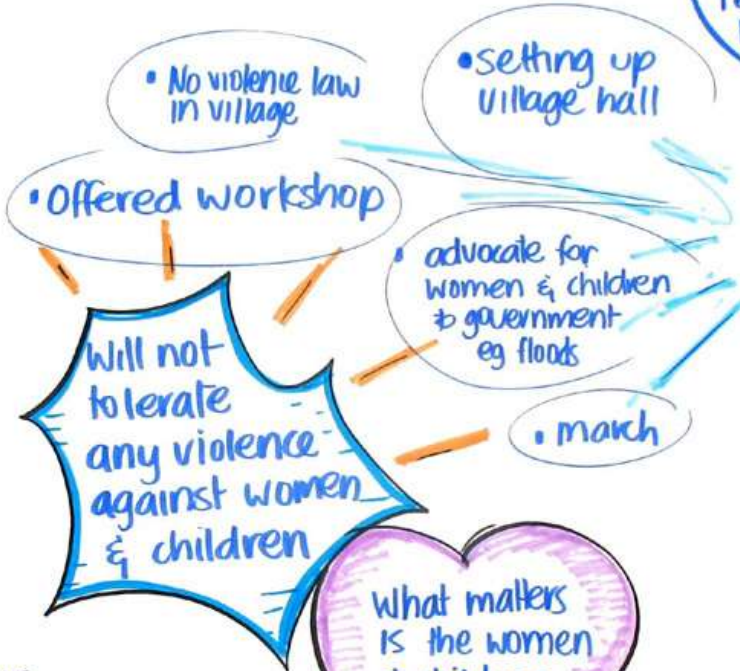 • No violence law
in village
• setting up
village hall
• Offered workshop
• advocate for
women & children
to government
eg floods
• march
Will not
tolerate
any violence
against women
& children
What matters
is the women